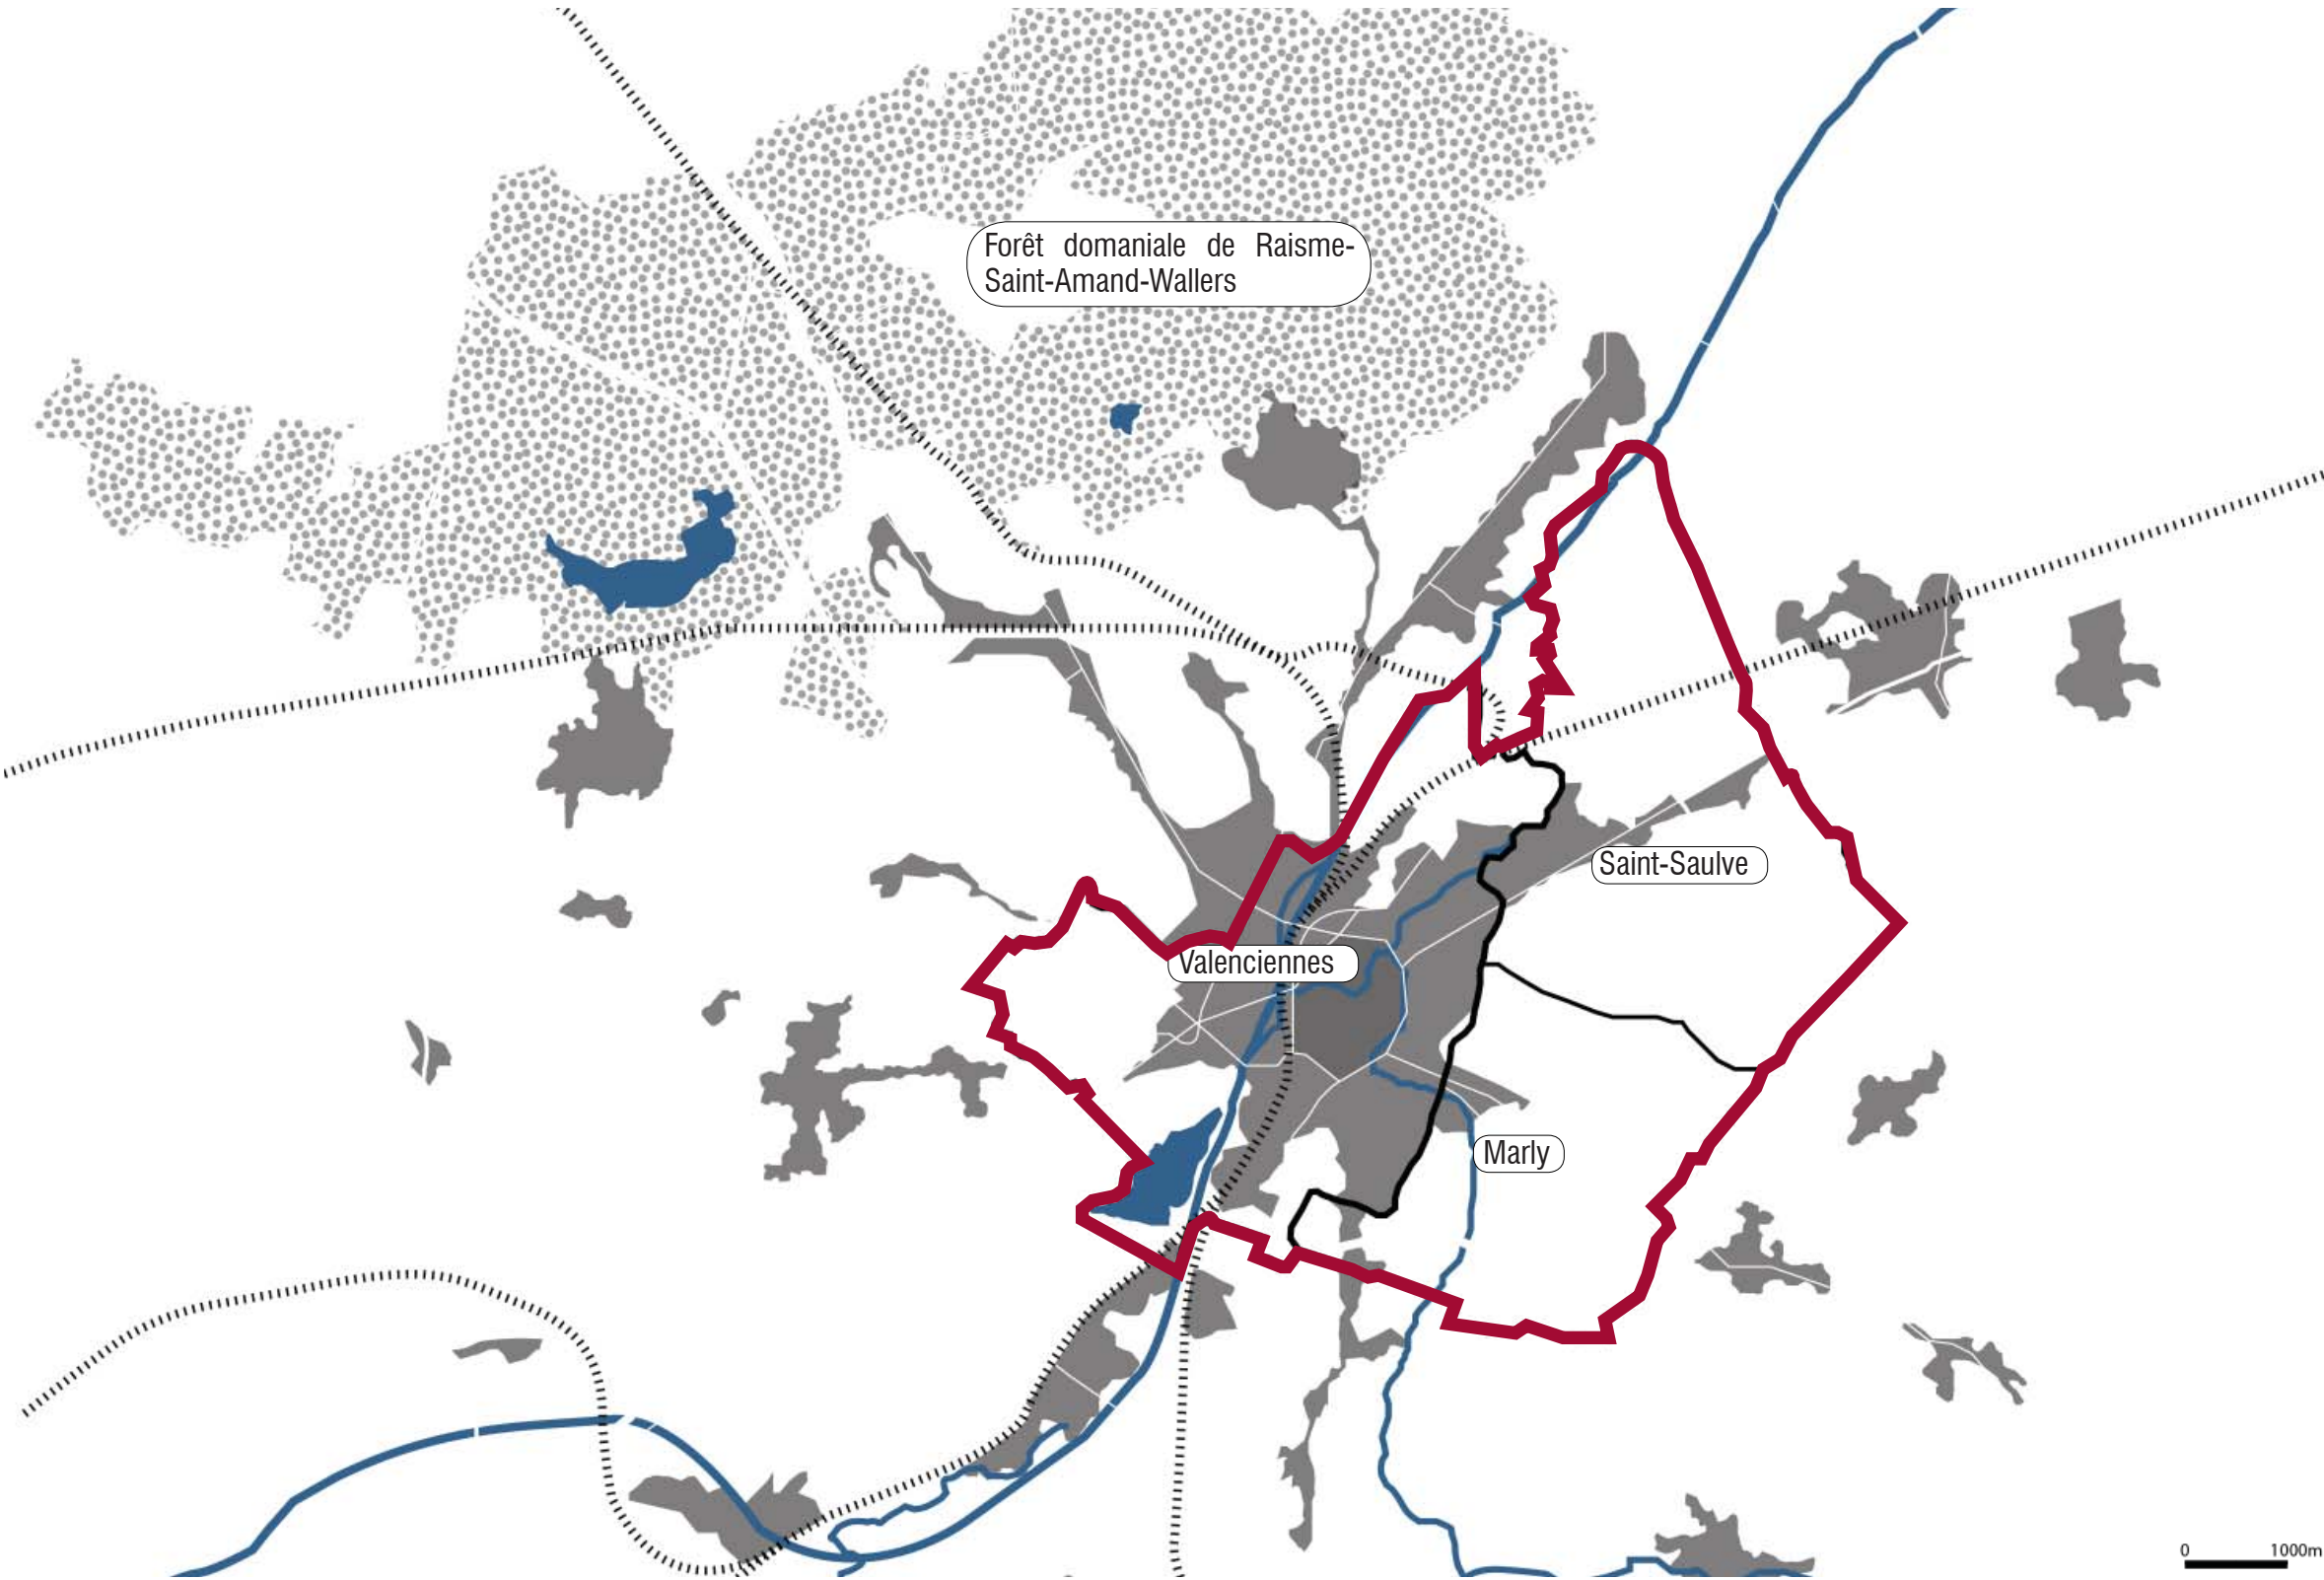 Forêt domaniale de Raisme-
Saint-Amand-Wallers
Saint-Saulve
Valenciennes
Marly
0 1000m